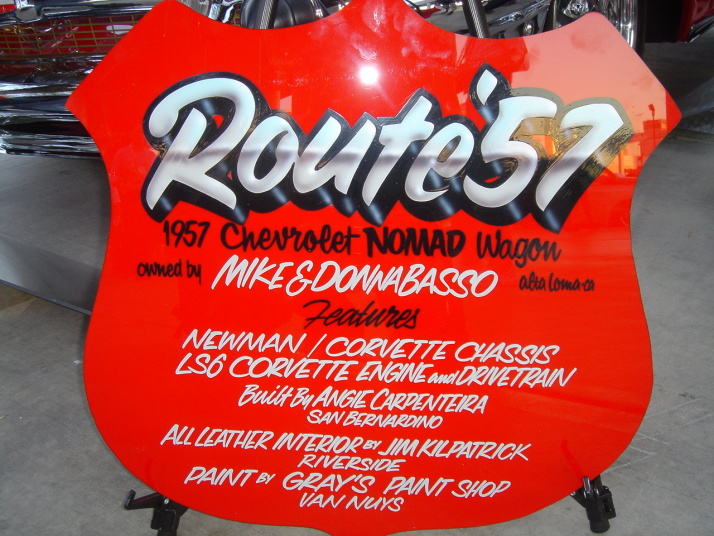 Route '57
1957 Chevrolet NOMAD Wagon
owned by MIKE & DONNA BASSO alta loma-ca
Features
NEWMAN / CORVETTE CHASSIS
LS6 CORVETTE ENGINE and DRIVETRAIN
Built By ANGIE CARPENTEIRA
SAN BERNARDINO
ALL LEATHER INTERIOR BY JIM KILPATRICK
RIVERSIDE
PAINT BY GRAY'S PAINT SHOP
VAN NUYS